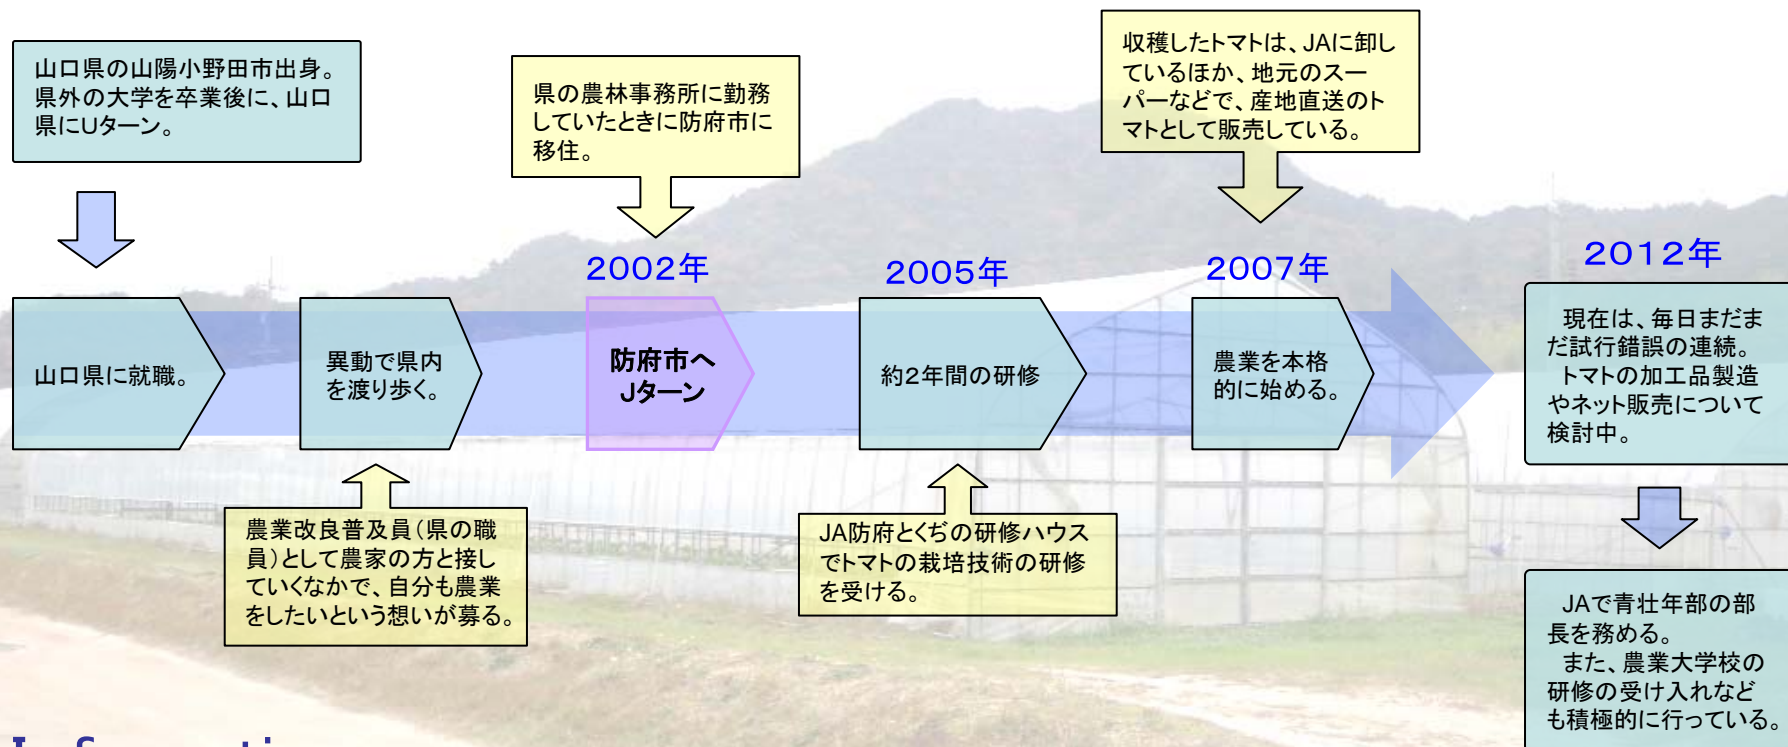 山口県の山陽小野田市出身。
県外の大学を卒業後に、山口
県にUターン。
県の農林事務所に勤務
していたときに防府市に
移住。
収穫したトマトは、JAに卸し
ているほか、地元のスー
パーなどで、産地直送のト
マトとして販売している。
2002年
2005年
2007年
2012年
山口県に就職。
異動で県内
を渡り歩く。
防府市へ
Jターン
約2年間の研修
農業を本格
的に始める。
現在は、毎日まだま
だ試行錯誤の連続。
トマトの加工品製造
やネット販売について
検討中。
農業改良普及員(県の職
員)として農家の方と接し
ていくなかで、自分も農業
をしたいという想いが募る。
JA防府とくぢの研修ハウス
でトマトの栽培技術の研修
を受ける。
JAで青壮年部の部
長を務める。
また、農業大学校の
研修の受け入れなど
も積極的に行っている。